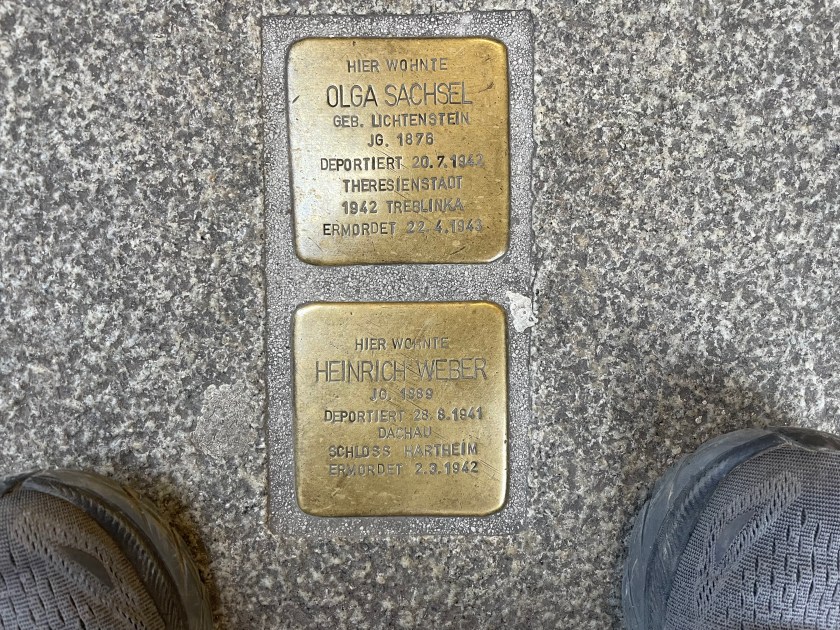 HIER WOHNTE
OLGA SACHSEL
GEB. LICHTENSTEIN
JG. 1876
DEPORTIERT 20.7.1942
THERESIENSTADT
1942 TREBLINKA
ERMORDET 22.4.1943
HIER WOHNTE
HEINRICH WEBER
JG. 1889
DEPORTIERT 28.8.1941
DACHAU
SCHLOSS HARTHEIM
ERMORDET 2.3.1942